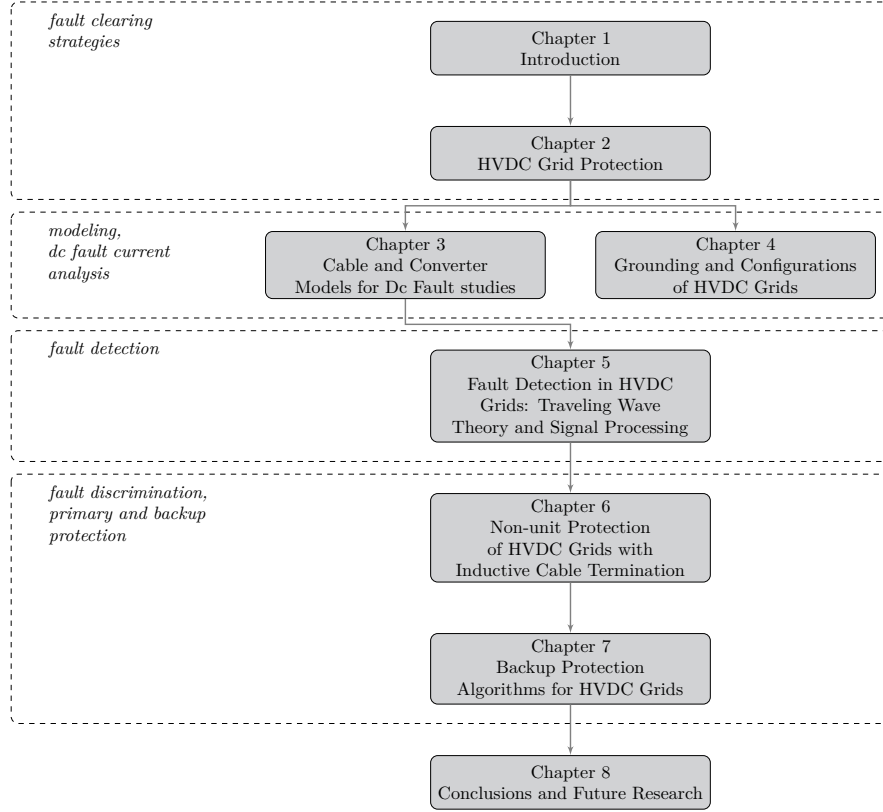 fault clearing
strategies
Chapter 1
Introduction
Chapter 2
HVDC Grid Protection
modeling,
dc fault current
analysis
Chapter 3
Cable and Converter
Models for Dc Fault studies
Chapter 4
Grounding and Configurations
of HVDC Grids
fault detection
Chapter 5
Fault Detection in HVDC
Grids: Traveling Wave
Theory and Signal Processing
fault discrimination,
primary and backup
protection
Chapter 6
Non-unit Protection
of HVDC Grids with
Inductive Cable Termination
Chapter 7
Backup Protection
Algorithms for HVDC Grids
Chapter 8
Conclusions and Future Research